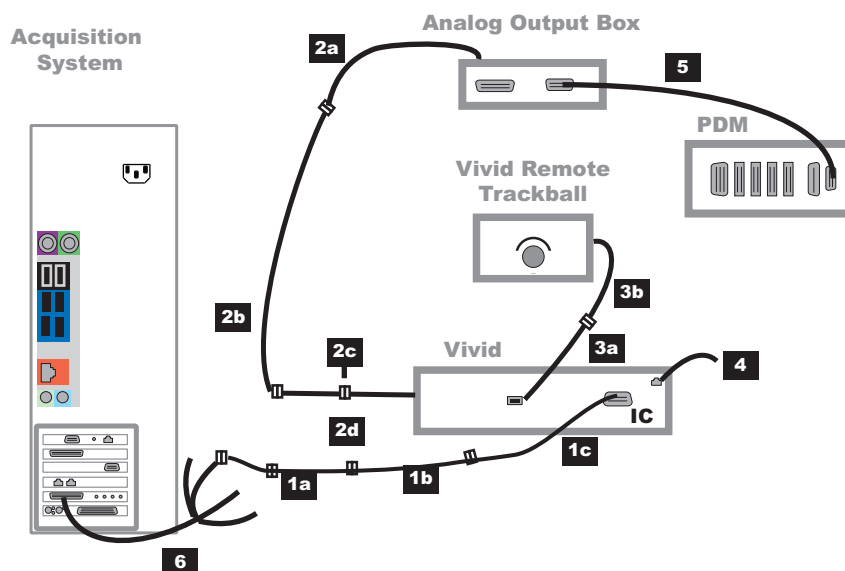 Analog Output Box
Acquisition
System
2a
5
PDM
Vivid Remote
Trackball
3b
2b
2c
Vivid
3a
4
IC
2d
1c
1a
1b
6